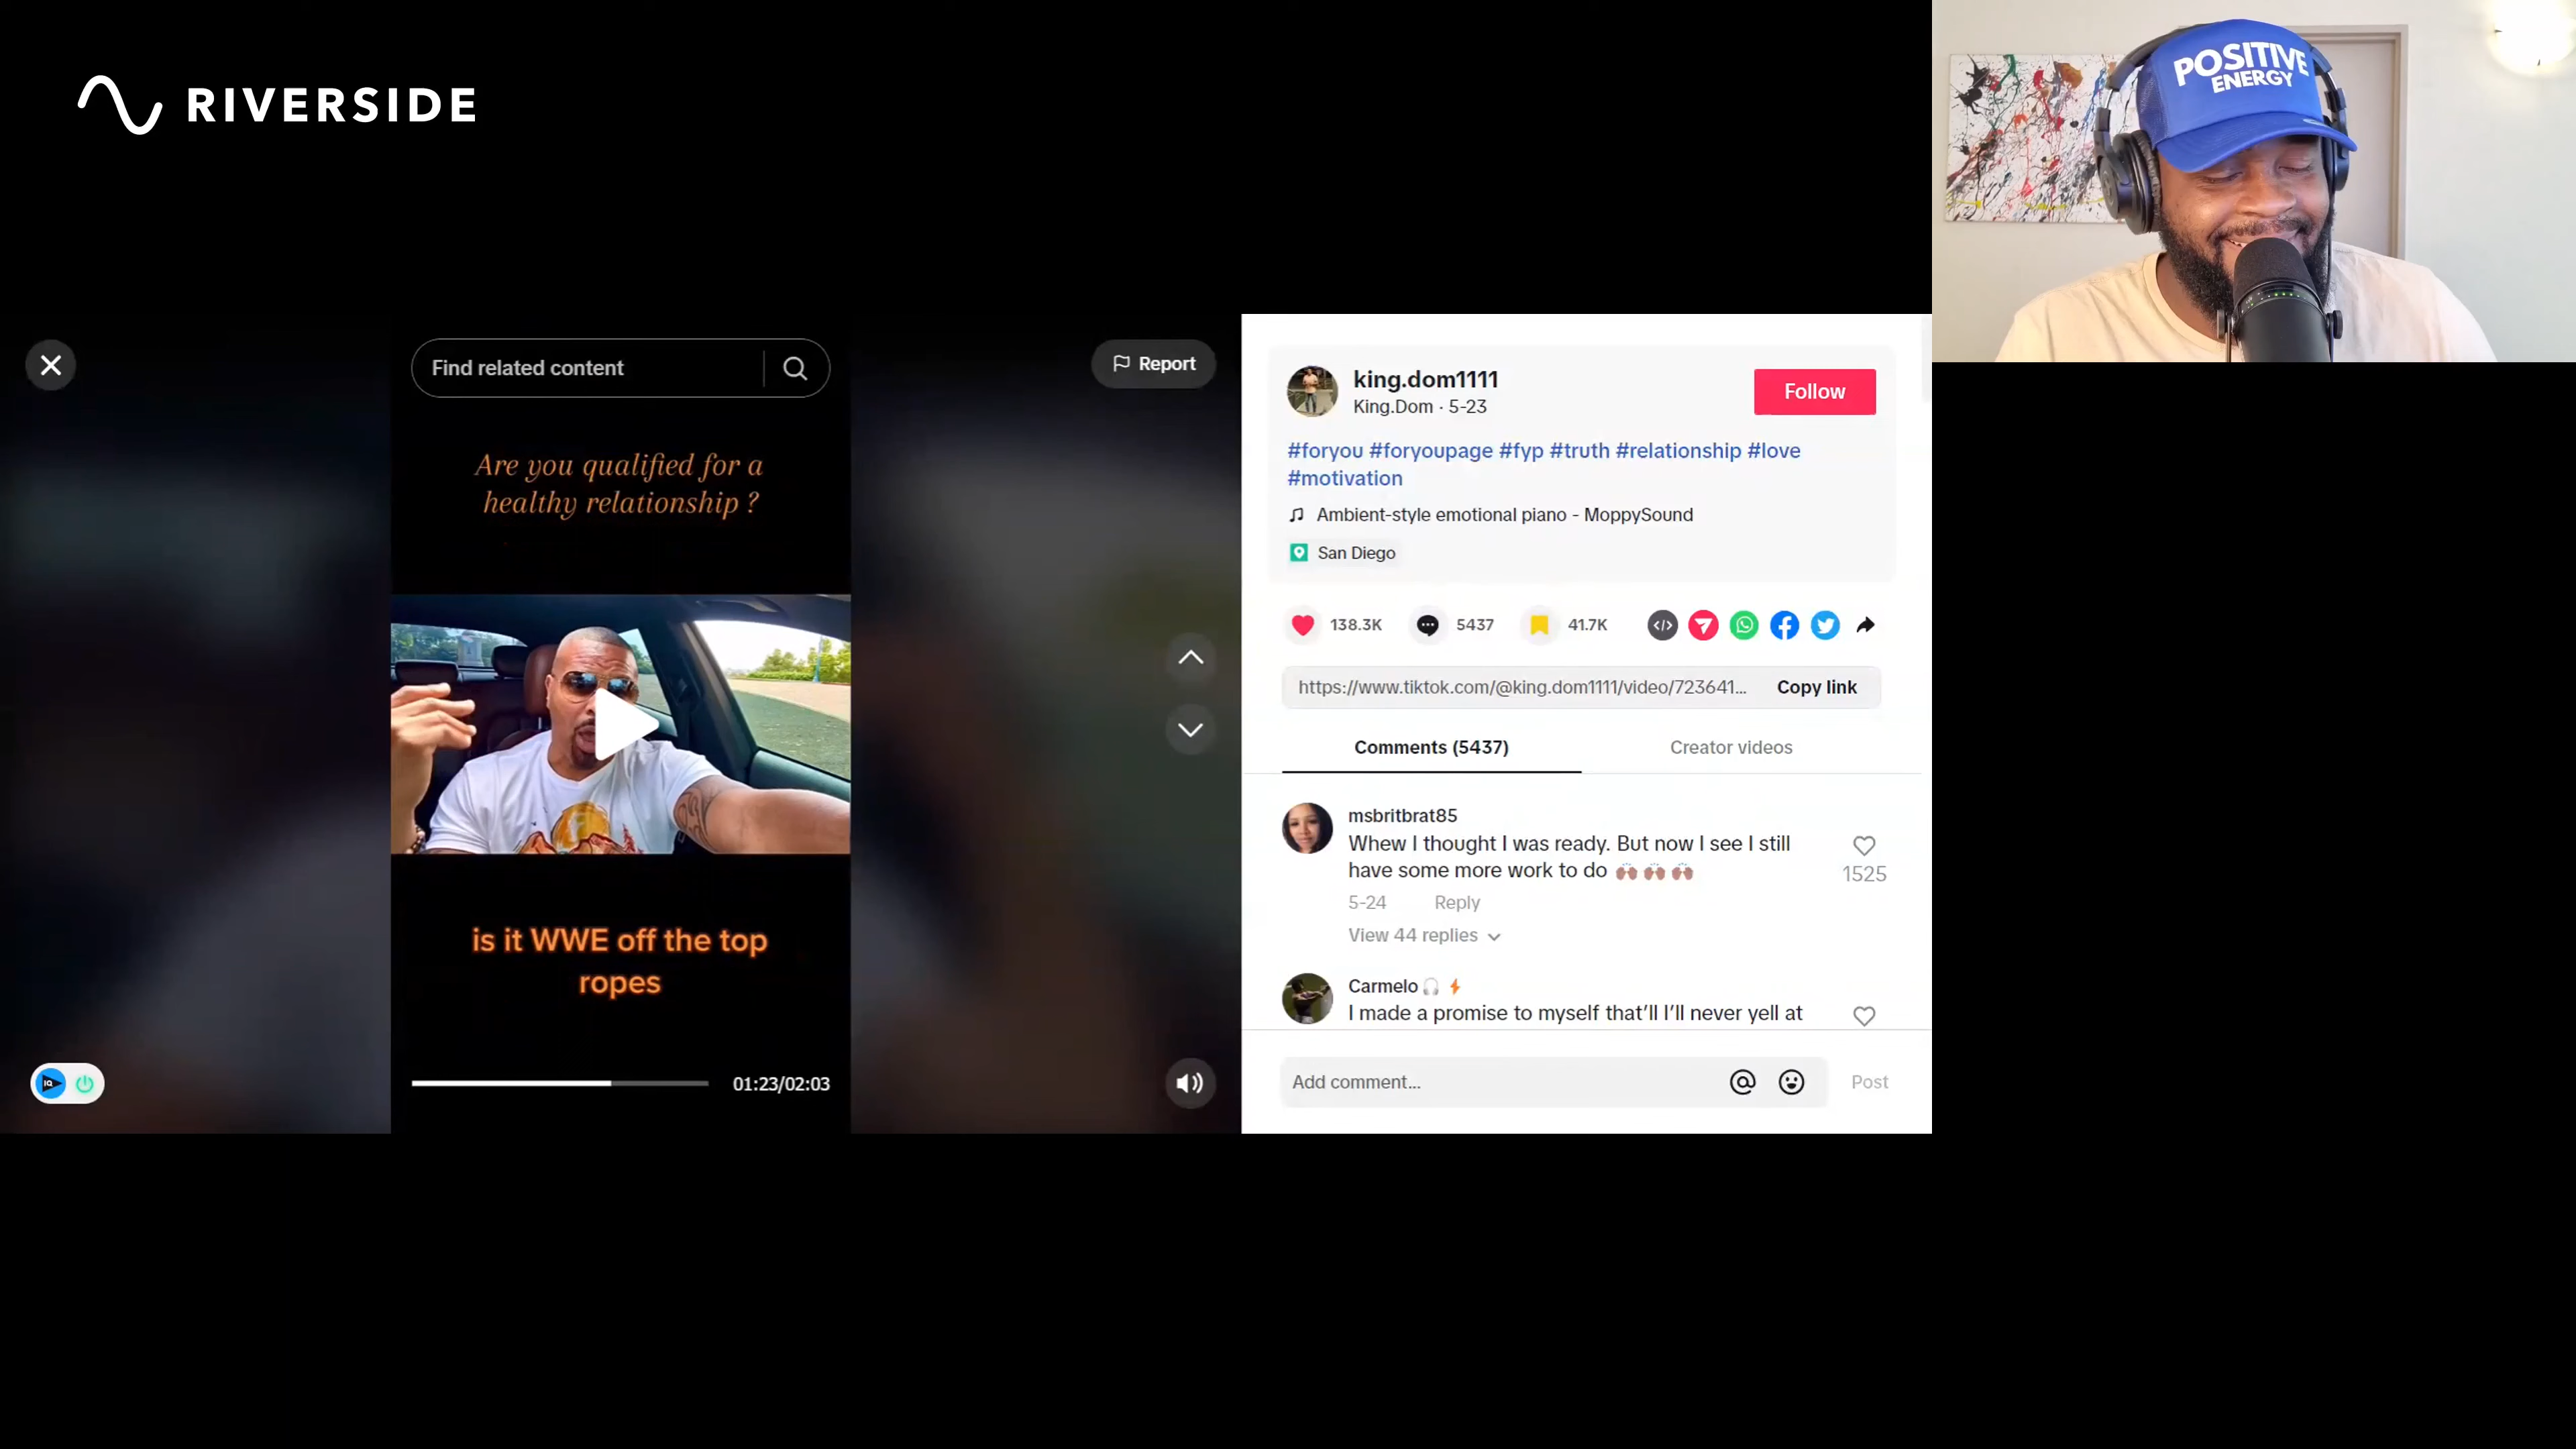 RIVERSIDE
POSITIVE
ENERGY
Find related content
Report
Are you qualified for a
healthy relationship ?
is it WWE off the top
ropes
IQ
01:23/02:03
king.dom1111
King.Dom · 5-23
Follow
#foryou #foryoupage #fyp #truth #relationship #love
#motivation
Ambient-style emotional piano - MoppySound
San Diego
138.3K
5437
41.7K
https://www.tiktok.com/@king.dom1111/video/723641...
Copy link
Comments (5437)
Creator videos
msbritbrat85
Whew I thought I was ready. But now I see I still
have some more work to do 🙌🏽 🙌🏽 🙌🏽
1525
5-24
Reply
View 44 replies
Carmelo🎧⚡
I made a promise to myself that’ll I’ll never yell at
Add comment...
Post